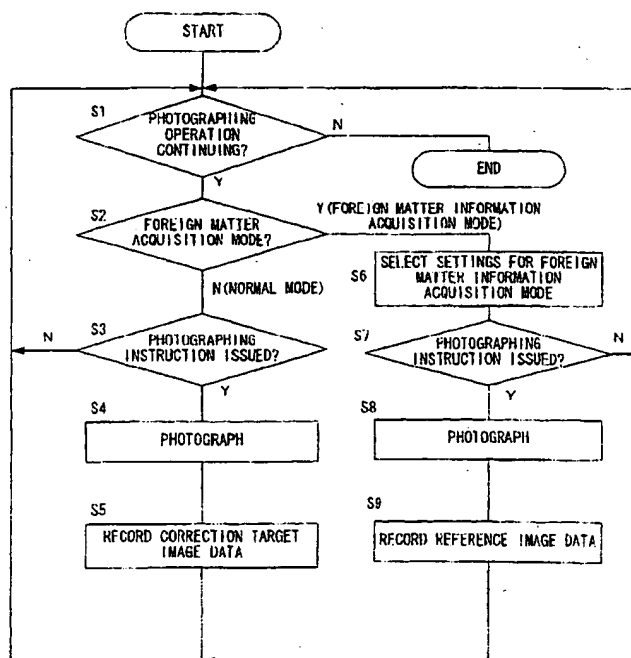 START
S1
PHOTOGRAPHING
OPERATION
CONTINUING?
N
END
Y
S2
FOREIGN MATTER
ACQUISITION MODE?
Y(FOREIGN MATTER INFORMATION
ACQUISITION MODE)
N(NORMAL MODE)
S6
SELECT SETTINGS FOR FOREIGN
MATTER INFORMATION
ACQUISITION MODE
S3
N
PHOTOGRAPHING
INSTRUCTION ISSUED?
Y
S7
PHOTOGRAPHING
INSTRUCTION ISSUED?
N
Y
S4
PHOTOGRAPH
S8
PHOTOGRAPH
S5
RECORD CORRECTION TARGET
IMAGE DATA
S9
RECORD REFERENCE IMAGE DATA